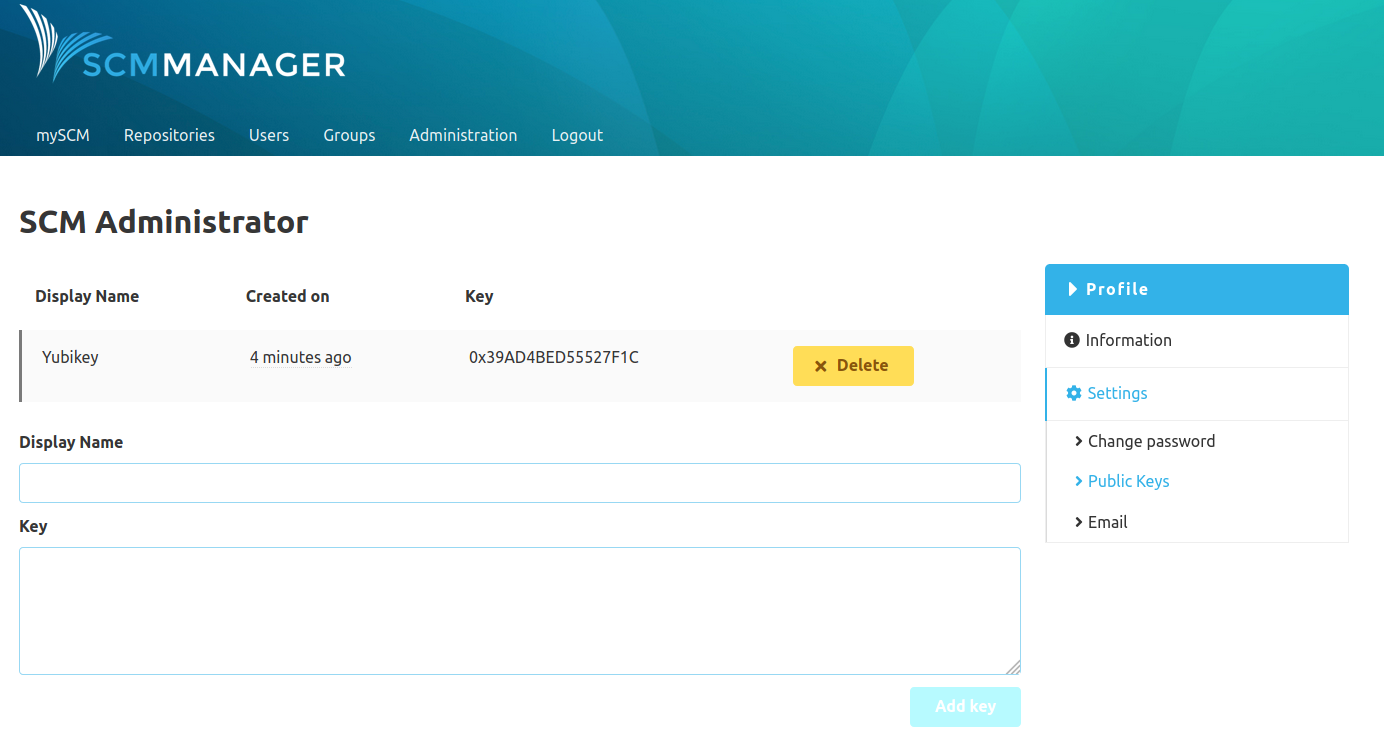 SCMMANAGER
mySCM Repositories Users Groups Administration Logout
SCM Administrator
Display Name Created on Key
Yubikey 4 minutes ago 0x39AD4BED55527F1C Delete
Display Name
Key
Add key
Profile
Information
Settings
Change password
Public Keys
Email